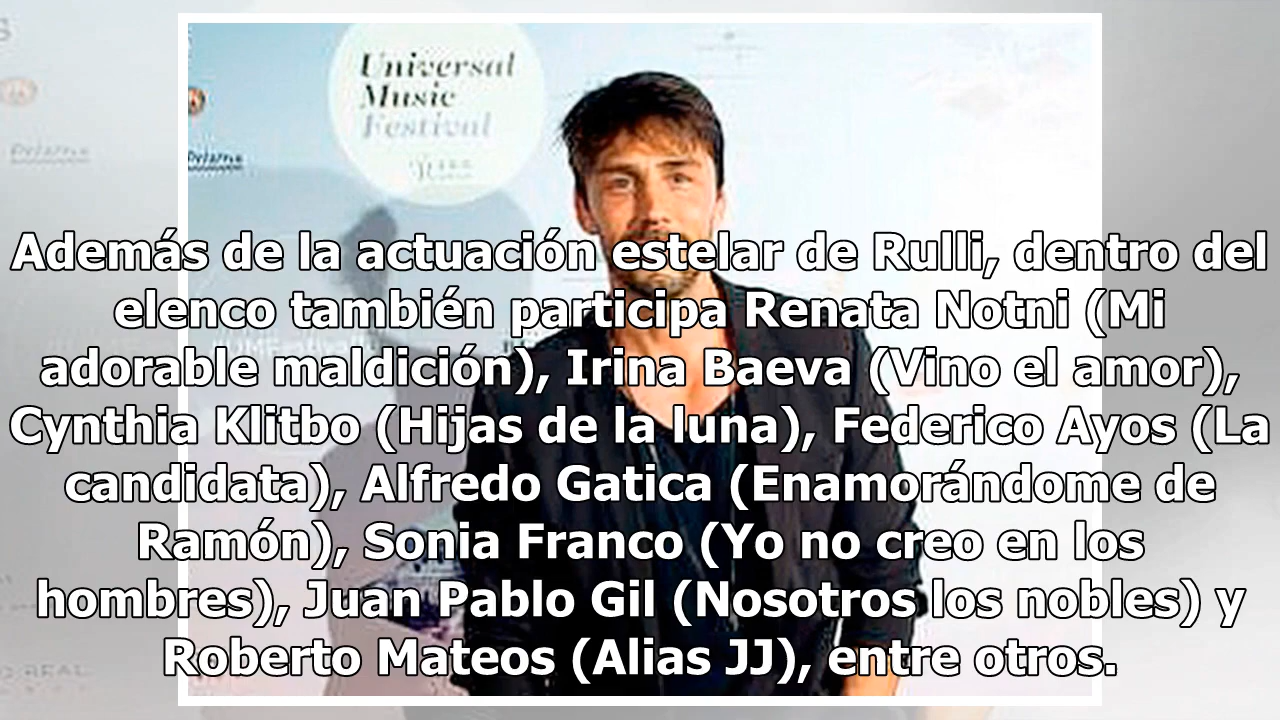 Universal
Music
Festival
Además de la actuación estelar de Rulli, dentro del
elenco también participa Renata Notni (Mi
adorable maldición), Irina Baeva (Vino el amor),
Cynthia Klitbo (Hijas de la luna), Federico Ayos (La
candidata), Alfredo Gatica (Enamorándome de
Ramón), Sonia Franco (Yo no creo en los
hombres), Juan Pablo Gil (Nosotros los nobles) y
Roberto Mateos (Alias JJ), entre otros.